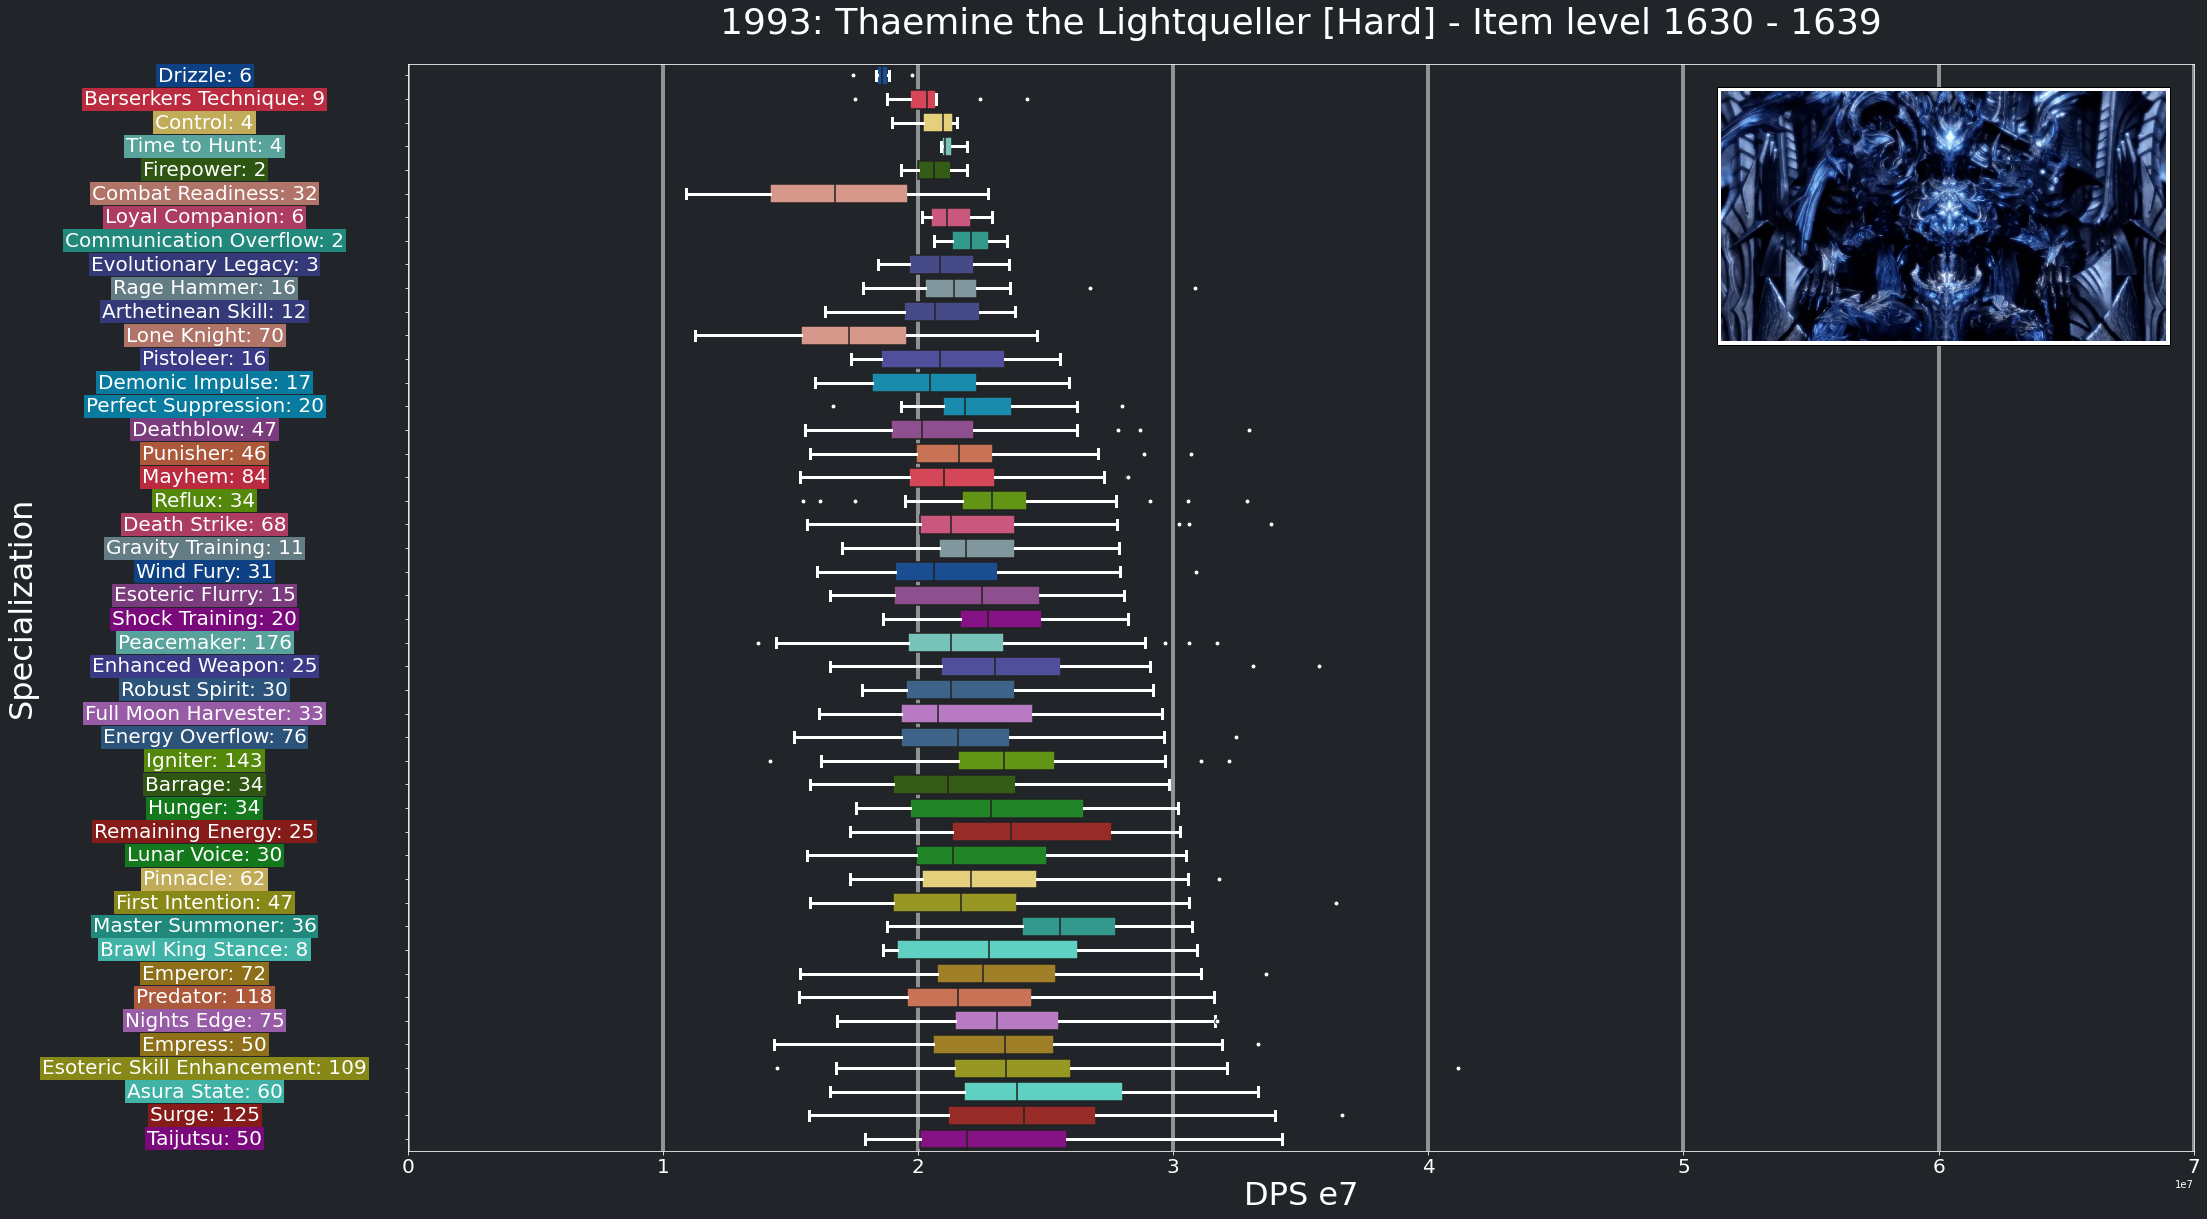 1993: Thaemine the Lightqueller [Hard] - Item level 1630 - 1639
Drizzle: 6
Berserkers Technique: 9
Control: 4
Time to Hunt: 4
Firepower: 2
Combat Readiness: 32
Loyal Companion: 6
Communication Overflow: 2
Evolutionary Legacy: 3
Rage Hammer: 16
Arthetinean Skill: 12
Lone Knight: 70
Pistoleer: 16
Demonic Impulse: 17
Perfect Suppression: 20
Deathblow: 47
Punisher: 46
Mayhem: 84
Reflux: 34
Death Strike: 68
Gravity Training: 11
Wind Fury: 31
Esoteric Flurry: 15
Shock Training: 20
Peacemaker: 176
Enhanced Weapon: 25
Robust Spirit: 30
Full Moon Harvester: 33
Energy Overflow: 76
Igniter: 143
Barrage: 34
Hunger: 34
Remaining Energy: 25
Lunar Voice: 30
Pinnacle: 62
First Intention: 47
Master Summoner: 36
Brawl King Stance: 8
Emperor: 72
Predator: 118
Nights Edge: 75
Empress: 50
Esoteric Skill Enhancement: 109
Asura State: 60
Surge: 125
Taijutsu: 50
Specialization
0 1 2 3 4 5 6 7
1e7
DPS e7